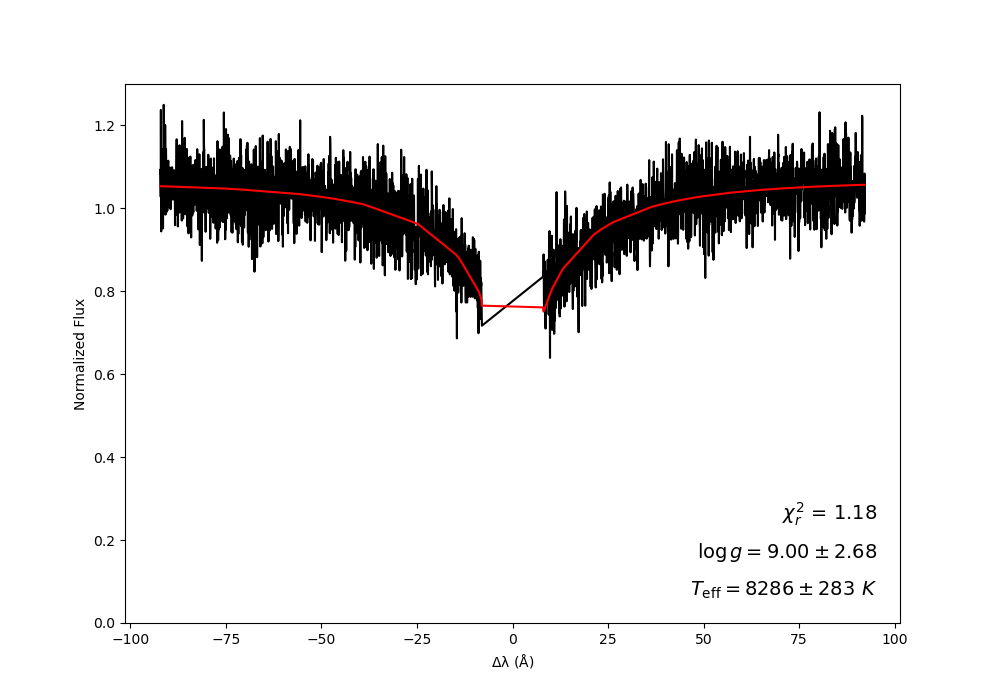 1.2
1.0
0.8
0.6
0.4
0.2
0.0
Normalized Flux
χ²ᵣ = 1.18
log g = 9.00 ± 2.68
T_eff = 8286 ± 283 K
−100 −75 −50 −25 0 25 50 75 100
Δλ (Å)